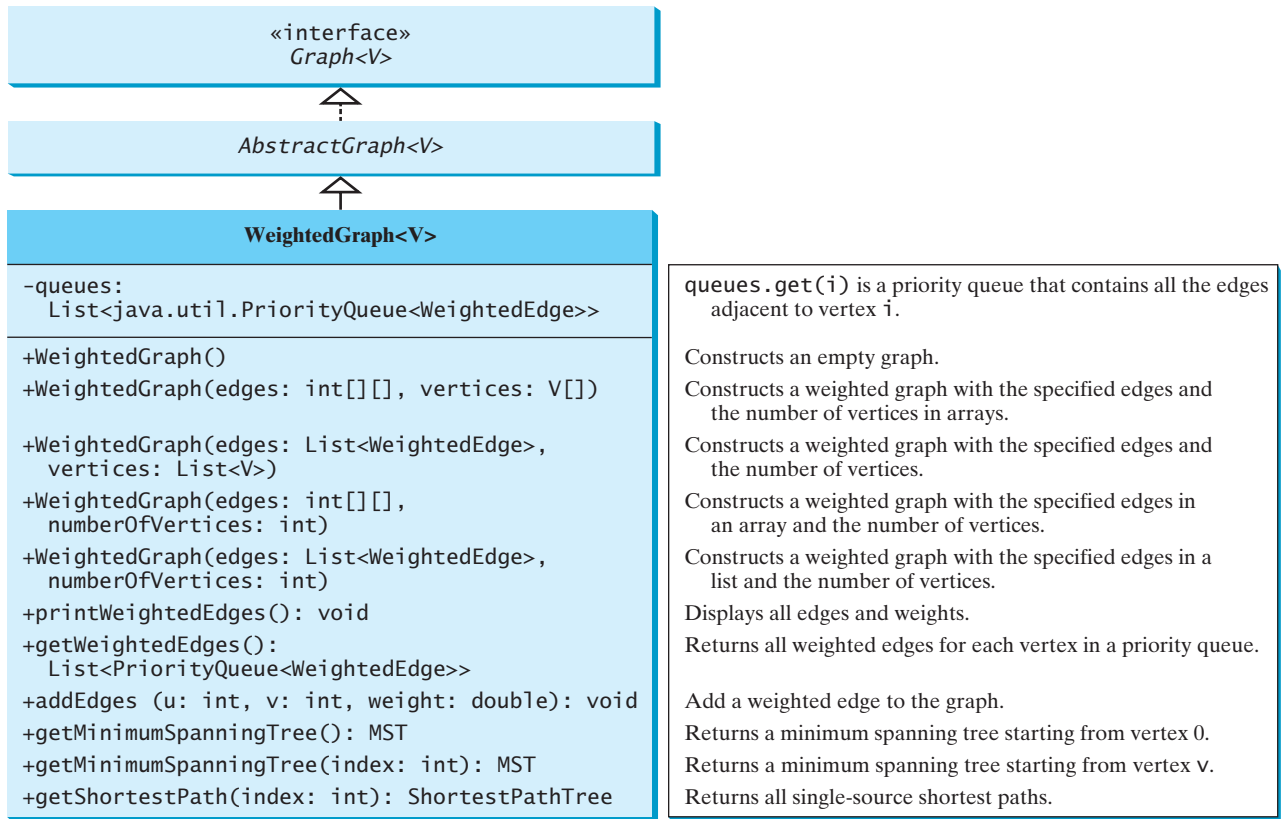 «interface»
Graph<V>
AbstractGraph<V>
WeightedGraph<V>
-queues:
List<java.util.PriorityQueue<WeightedEdge>>
queues.get(i) is a priority queue that contains all the edges
adjacent to vertex i.
+WeightedGraph()
Constructs an empty graph.
+WeightedGraph(edges: int[][], vertices: V[])
Constructs a weighted graph with the specified edges and
the number of vertices in arrays.
+WeightedGraph(edges: List<WeightedEdge>,
vertices: List<V>)
Constructs a weighted graph with the specified edges and
the number of vertices.
+WeightedGraph(edges: int[][],
numberOfVertices: int)
Constructs a weighted graph with the specified edges in
an array and the number of vertices.
+WeightedGraph(edges: List<WeightedEdge>,
numberOfVertices: int)
Constructs a weighted graph with the specified edges in a
list and the number of vertices.
+printWeightedEdges(): void
Displays all edges and weights.
+getWeightedEdges():
List<PriorityQueue<WeightedEdge>>
Returns all weighted edges for each vertex in a priority queue.
+addEdges (u: int, v: int, weight: double): void
Add a weighted edge to the graph.
+getMinimumSpanningTree(): MST
Returns a minimum spanning tree starting from vertex 0.
+getMinimumSpanningTree(index: int): MST
Returns a minimum spanning tree starting from vertex v.
+getShortestPath(index: int): ShortestPathTree
Returns all single-source shortest paths.